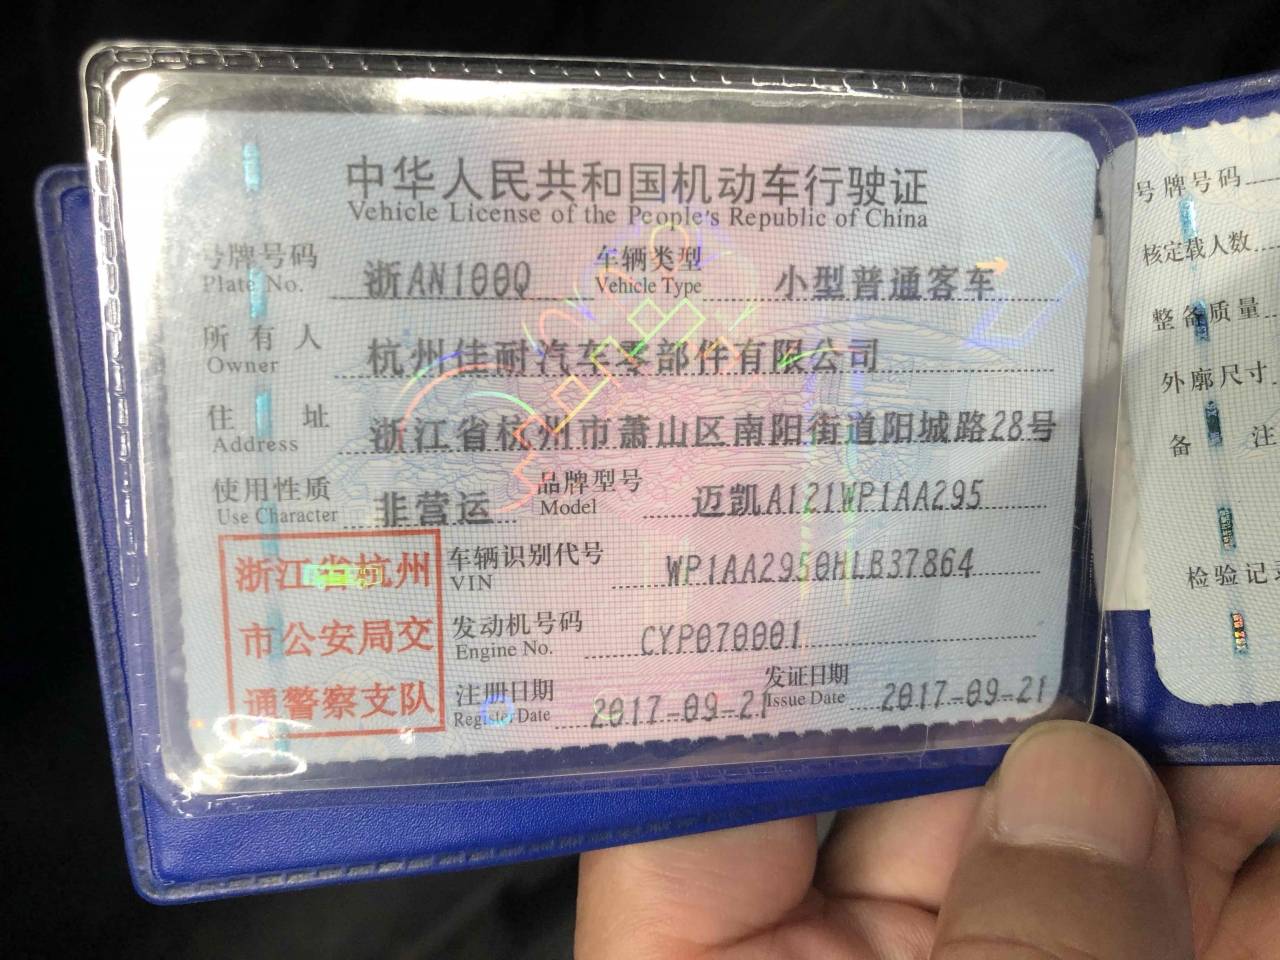 中华人民共和国机动车行驶证
Vehicle License of the People's Republic of China
号牌号码 浙AN100Q 车辆类型 小型普通客车
Plate No. Vehicle Type
所有人 杭州佳耐汽车零部件有限公司
Owner
住址 浙江省杭州市萧山区南阳街道阳城路28号
Address
使用性质 非营运 品牌型号 迈凯A121WP1AA295
Use Character Model
浙江省杭州
市公安局交
通警察支队
车辆识别代号 WP1AA2950HLB37864
VIN
发动机号码 CYP070001
Engine No.
注册日期 2017-09-21 发证日期 2017-09-21
Register Date Issue Date
号牌号码
核定载人数
整备质量
外廓尺寸
备注
检验记录